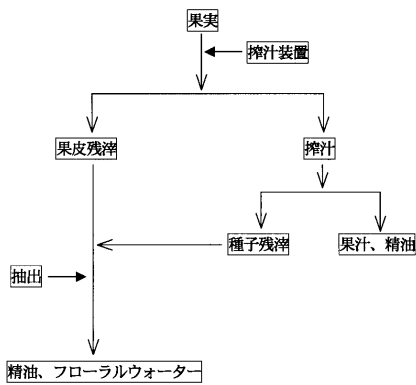 果実
搾汁装置
果皮残滓
搾汁
種子残滓
果汁、精油
抽出
精油、フローラルウォーター